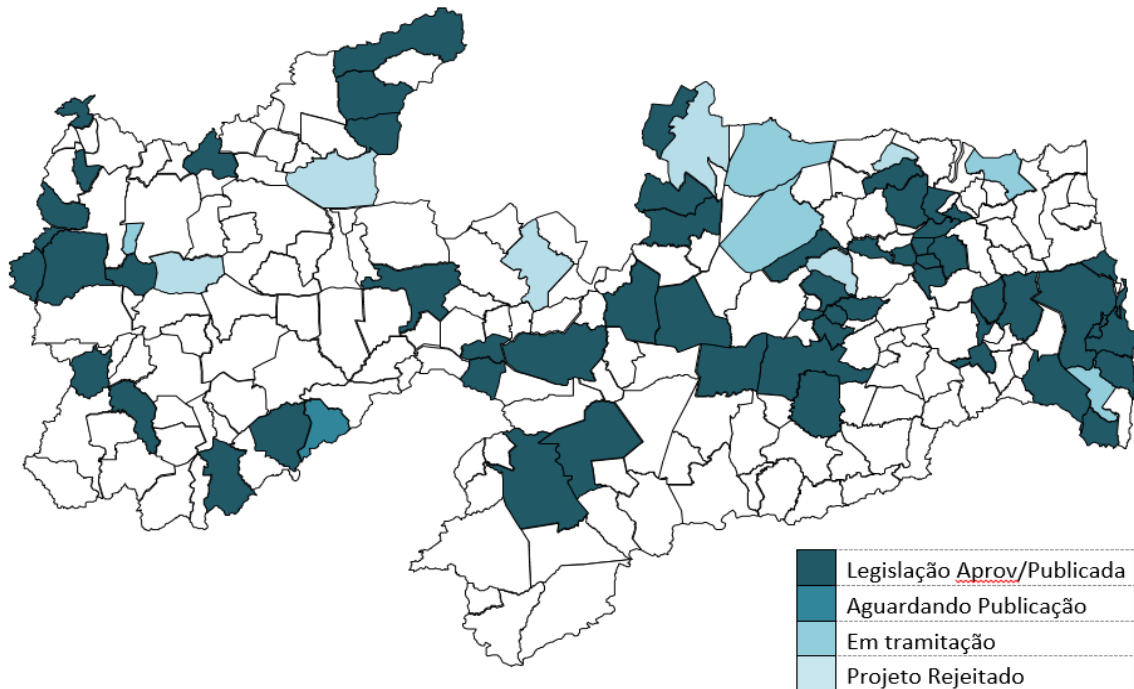 Legislação Aprov/Publicada
Aguardando Publicação
Em tramitação
Projeto Rejeitado